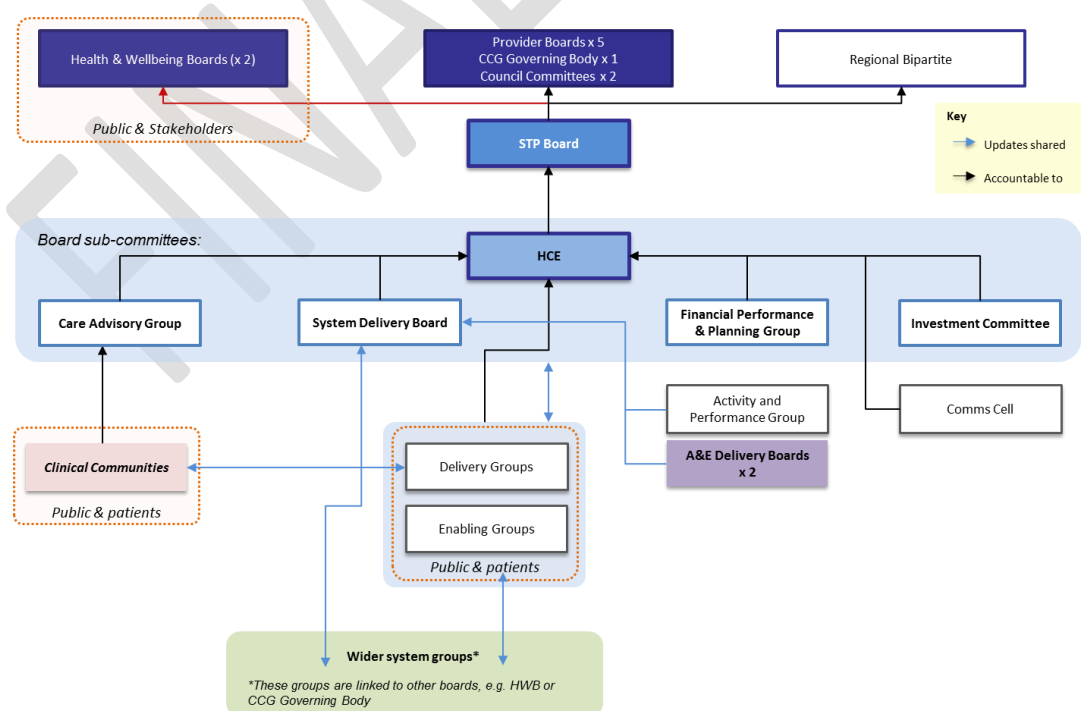 FINAL
Health & Wellbeing Boards (x 2)
Public & Stakeholders
Provider Boards x 5
CCG Governing Body x 1
Council Committees x 2
Regional Bipartite
Key
Updates shared
Accountable to
STP Board
Board sub-committees:
HCE
Care Advisory Group
System Delivery Board
Financial Performance
& Planning Group
Investment Committee
Activity and
Performance Group
Comms Cell
Clinical Communities
Public & patients
Delivery Groups
Enabling Groups
Public & patients
A&E Delivery Boards
x 2
Wider system groups*
*These groups are linked to other boards, e.g. HWB or
CCG Governing Body